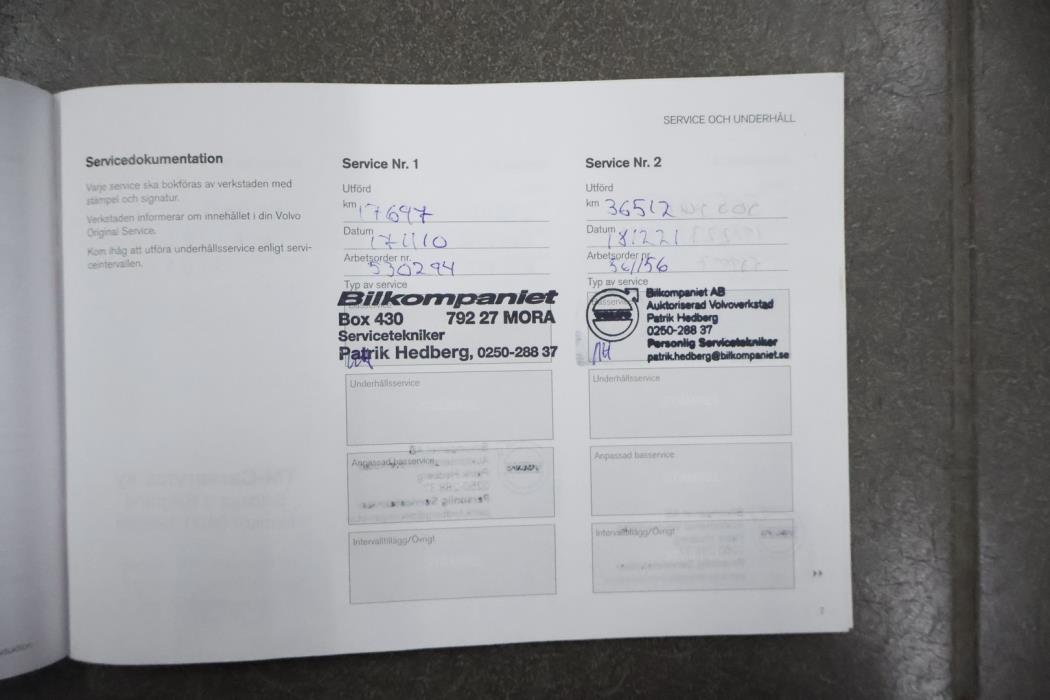 SERVICE OCH UNDERHÅLL
Servicedokumentation
Varje service ska bokföras av verkstaden med
stämpel och signatur.
Verkstaden informerar om innehållet i din Volvo
Original Service.
Kom ihåg att utföra underhållsservice enligt servi-
ceintervallen.
Service Nr. 1
Utförd
km 17697
Datum 171110
Arbetsorder nr. 530294
Typ av service
Bilkompaniet
Box 430 792 27 MORA
Servicetekniker
Patrik Hedberg, 0250-288 37
Underhållsservice
Anpassad basservice
Intervalltillägg/Övrigt
Service Nr. 2
Utförd
km 36512
Datum 181221
Arbetsorder nr.
Typ av service
Bilkompaniet AB
Auktoriserad Volvoverkstad
Patrik Hedberg
0250-288 37
Personlig Servicetekniker
patrik.hedberg@bilkompaniet.se
VOLVO
Underhållsservice
Anpassad basservice
Intervalltillägg/Övrigt